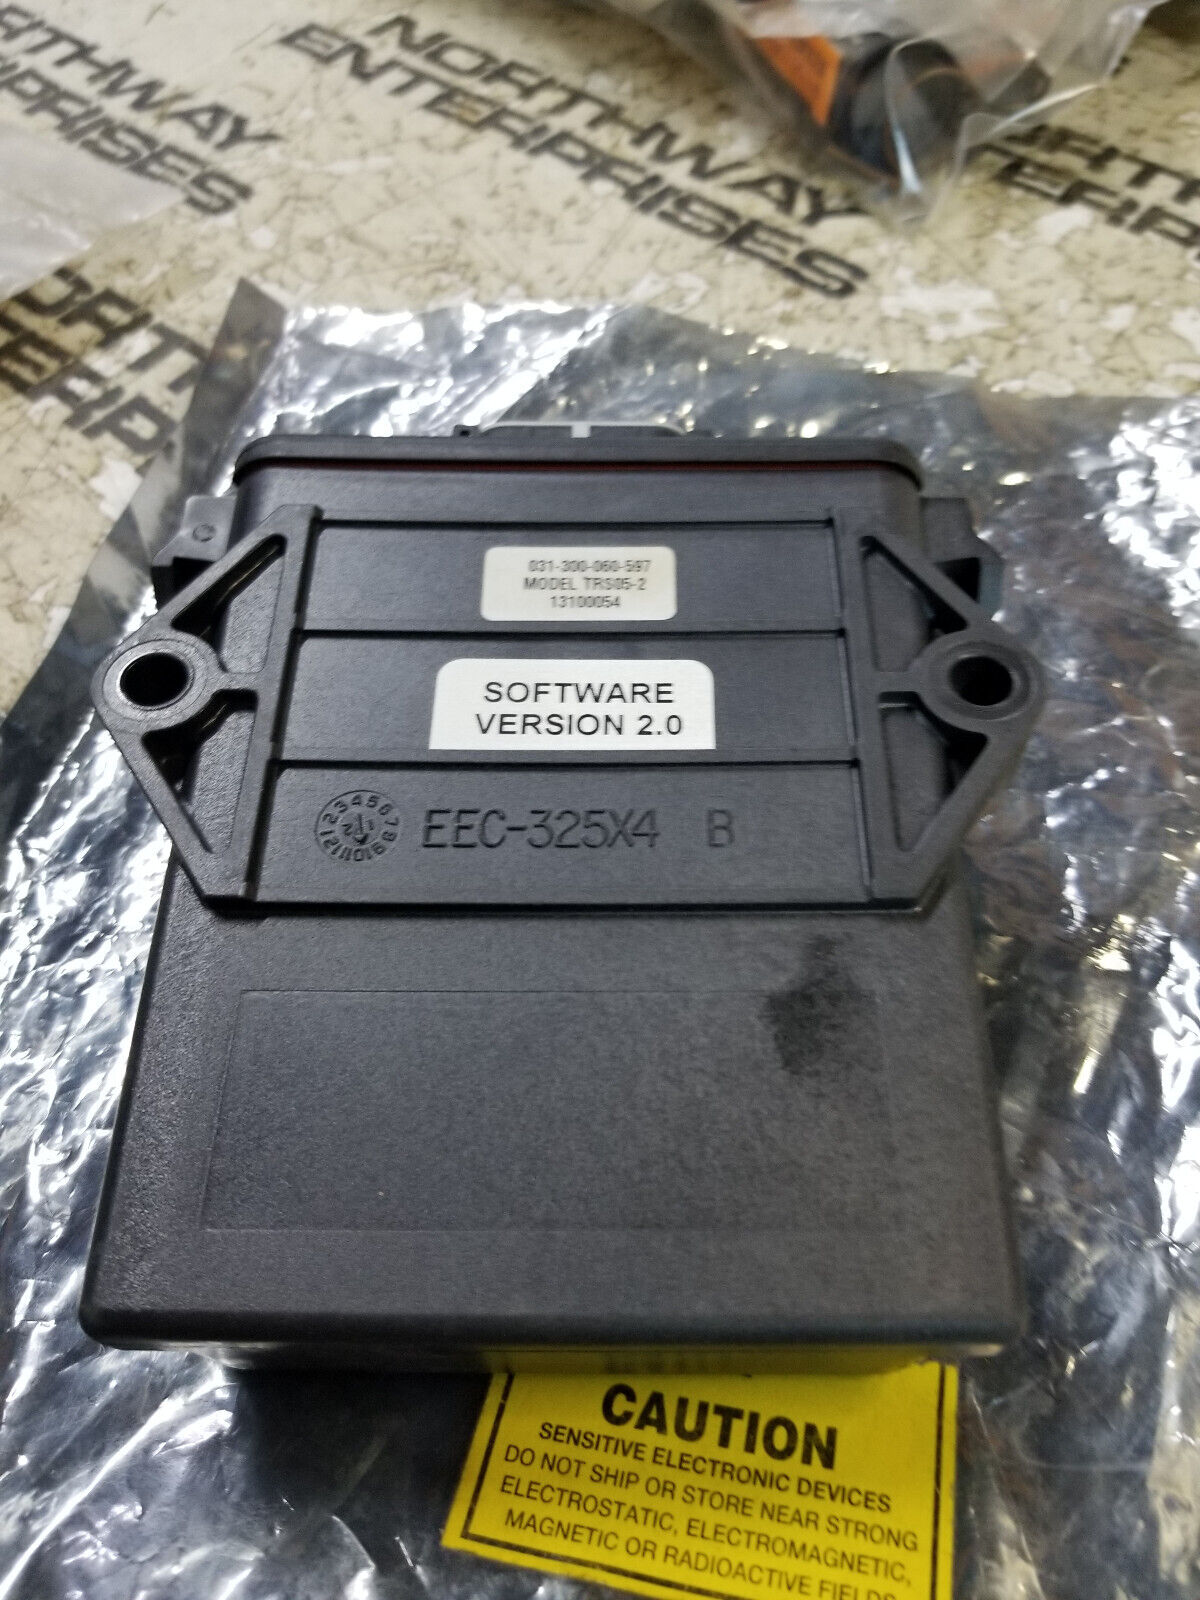 NORTHWAY
ENTERPRISES
031-300-060-597
MODEL TRS05-2
13100054
SOFTWARE
VERSION 2.0
EEC-325X4 B
CAUTION
SENSITIVE ELECTRONIC DEVICES
DO NOT SHIP OR STORE NEAR STRONG
ELECTROSTATIC, ELECTROMAGNETIC,
MAGNETIC OR RADIOACTIVE FIELDS